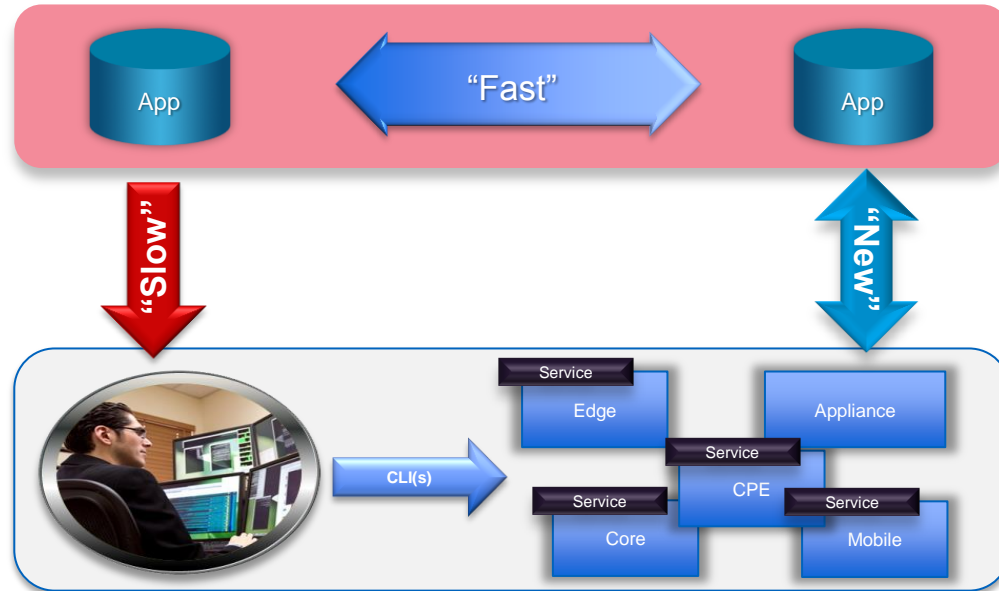 App
“Fast”
App
“Slow”
“New”
Service
Edge
Appliance
Service
CPE
CLI(s)
Service
Core
Service
Mobile